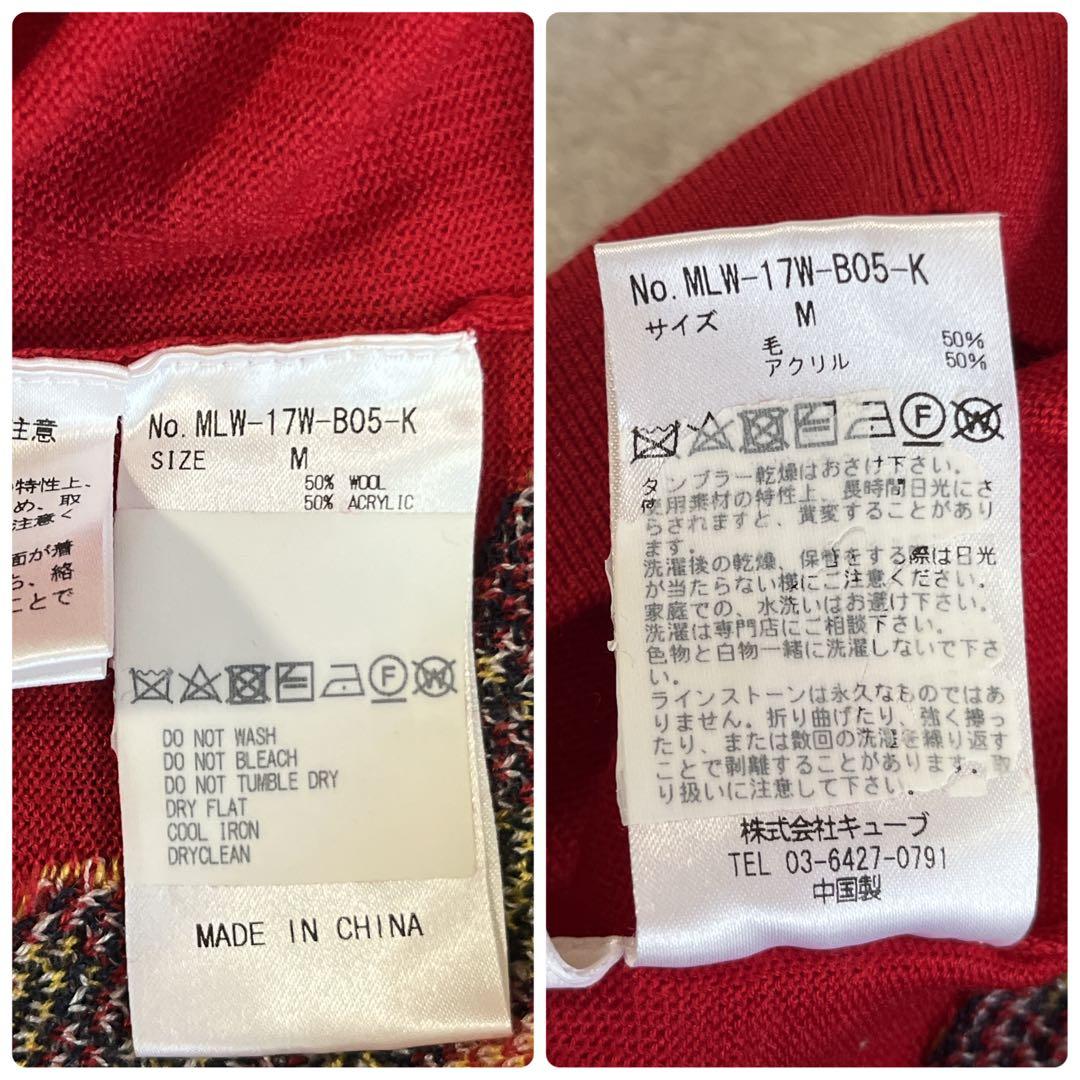 注意
特性上、
め、取
注意く
面が着
ら、絡
ことで
No. MLW-17W-B05-K
SIZE M
50% WOOL
50% ACRYLIC
DO NOT WASH
DO NOT BLEACH
DO NOT TUMBLE DRY
DRY FLAT
COOL IRON
DRYCLEAN
MADE IN CHINA
No. MLW-17W-B05-K
サイズ M
毛 50%
アクリル 50%
タンブラー乾燥はおさけ下さい。
使用素材の特性上、長時間日光にさ
らされますと、黄変することがあり
ます。
洗濯後の乾燥、保管をする際は日光
が当たらない様にご注意ください。
家庭での、水洗いはお避け下さい。
洗濯は専門店にご相談下さい。
色物と白物一緒に洗濯しないで下さ
い。
ラインストーンは永久なものではあ
りません。折り曲げたり、強く擦っ
たり、または数回の洗濯を繰り返す
ことで剥離することがあります。取
り扱いに注意して下さい。
株式会社キューブ
TEL 03-6427-0791
中国製